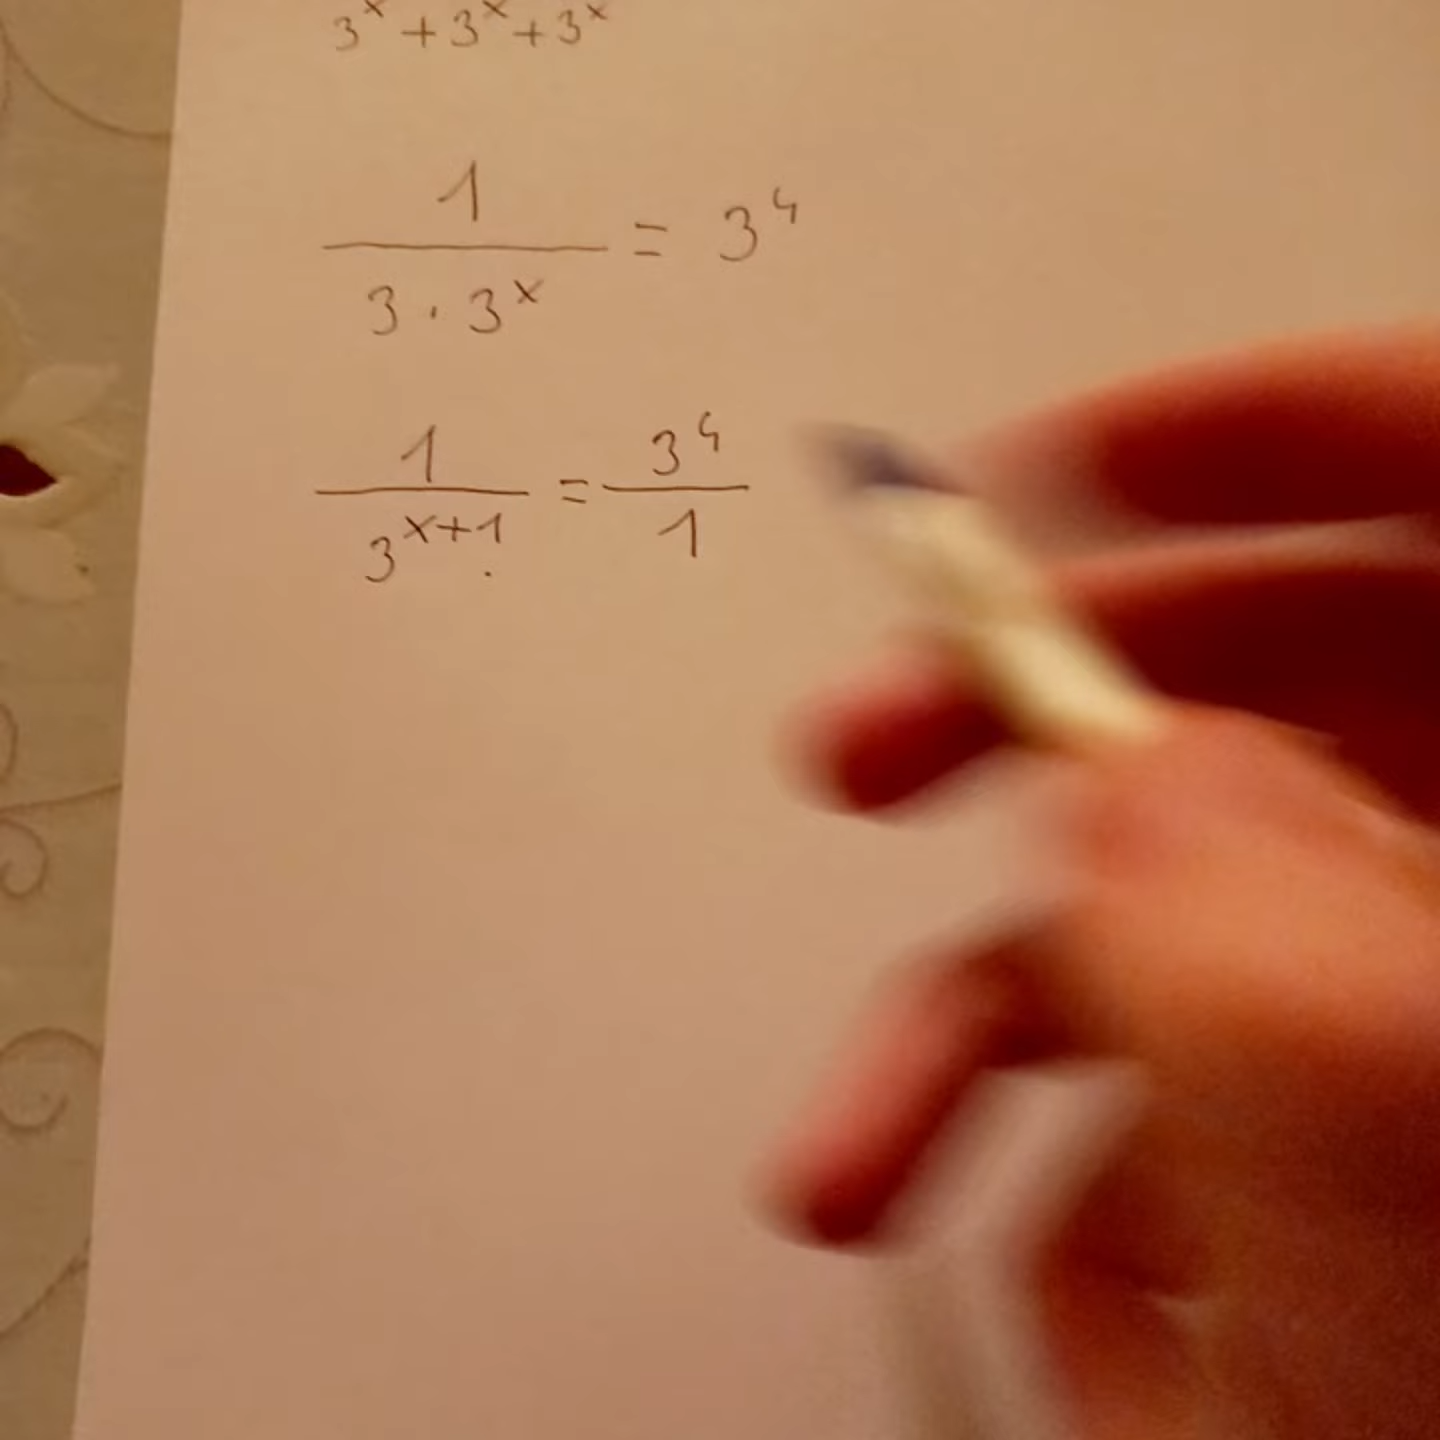 3^x + 3^x + 3^x
1 / (3 · 3^x) = 3^4
1 / 3^(x+1) = 3^4 / 1